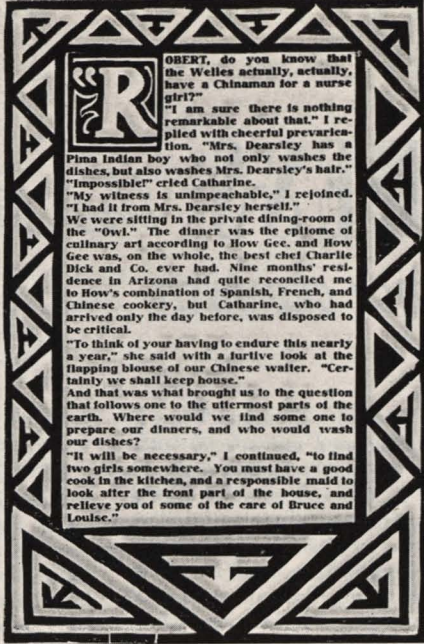 "ROBERT, do you know that
the Welles actually, actually,
have a Chinaman for a nurse
girl?"
"I am sure there is nothing
remarkable about that." I re-
plied with cheerful prevarica-
tion. "Mrs. Dearsley has a
Pima Indian boy who not only washes the
dishes, but also washes Mrs. Dearsley's hair."
"Impossible!" cried Catharine.
"My witness is unimpeachable," I rejoined.
"I had it from Mrs. Dearsley herself."
We were sitting in the private dining-room of
the "Owl." The dinner was the epitome of
culinary art according to How Gee. and How
Gee was, on the whole, the best chef Charlie
Dick and Co. ever had. Nine months' resi-
dence in Arizona had quite reconciled me
to How's combination of Spanish, French, and
Chinese cookery, but Catharine, who had
arrived only the day before, was disposed to
be critical.
"To think of your having to endure this nearly
a year," she said with a furtive look at the
flapping blouse of our Chinese waiter. "Cer-
tainly we shall keep house."
And that was what brought us to the question
that follows one to the uttermost parts of the
earth. Where would we find some one to
prepare our dinners, and who would wash
our dishes?
"It will be necessary," I continued, "to find
two girls somewhere. You must have a good
cook in the kitchen, and a responsible maid to
look after the front part of the house, and
relieve you of some of the care of Bruce and
Louise."